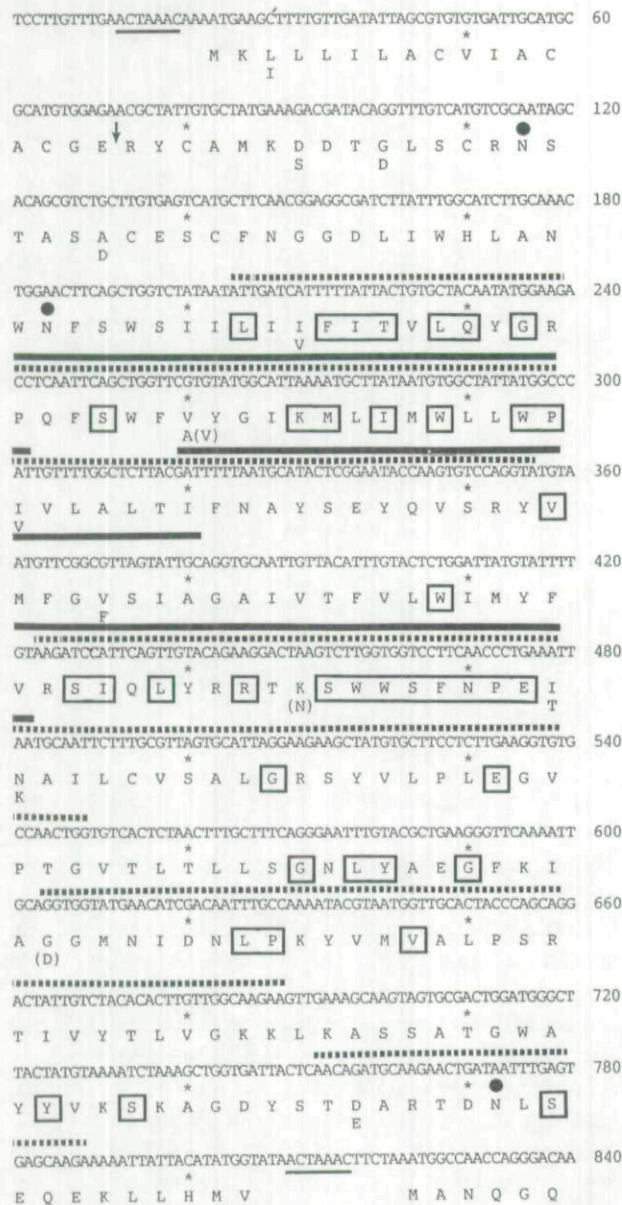 TCCTTGTTTGAACTAAACAAAATGAAGCTTTTGTTGATATTAGCGTGTGTGATTGCATGC 60
* 
M K L L L I L A C V I A C
I
GCATGTGGAGAACGCTATTGTGCTATGAAAGACGATACAGGTTTGTCATGTCGCAATAGC 120
* *
A C G E R Y C A M K D D T G L S C R N S
S D
ACAGCGTCTGCTTGTGAGTCATGCTTCAACGGAGGCGATCTTATTTGGCATCTTGCAAAC 180
* *
T A S A C E S C F N G G D L I W H L A N
D
TGGAACTTCAGCTGGTCTATAATATTGATCATTTTTATTACTGTGCTACAATATGGAAGA 240
* *
W N F S W S I I L I I F I T V L Q Y G R
V
CCTCAATTCAGCTGGTTCGTGTATGGCATTAAAATGCTTATAATGTGGCTATTATGGCCC 300
* *
P Q F S W F V Y G I K M L I M W L L W P
A(V)
ATTGTTTTGGCTCTTACGATTTTTAATGCATACTCGGAATACCAAGTGTCCAGGTATGTA 360
* *
I V L A L T I F N A Y S E Y Q V S R Y V
V
ATGTTCGGCGTTAGTATTGCAGGTGCAATTGTTACATTTGTACTCTGGATTATGTATTTT 420
* *
M F G V S I A G A I V T F V L W I M Y F
F
GTAAGATCCATTCAGTTGTACAGAAGGACTAAGTCTTGGTGGTCCTTCAACCCTGAAATT 480
* *
V R S I Q L Y R R T K S W W S F N P E I
(N) T
AATGCAATTCTTTGCGTTAGTGCATTAGGAAGAAGCTATGTGCTTCCTCTTGAAGGTGTG 540
* *
N A I L C V S A L G R S Y V L P L E G V
K
CCAACTGGTGTCACTCTAACTTTGCTTTCAGGGAATTTGTACGCTGAAGGGTTCAAAATT 600
* *
P T G V T L T L L S G N L Y A E G F K I
GCAGGTGGTATGAACATCGACAATTTGCCAAAATACGTAATGGTTGCACTACCCAGCAGG 660
* *
A G G M N I D N L P K Y V M V A L P S R
(D)
ACTATTGTCTACACACTTGTTGGCAAGAAGTTGAAAGCAAGTAGTGCGACTGGATGGGCT 720
* *
T I V Y T L V G K K L K A S S A T G W A
TACTATGTAAAATCTAAAGCTGGTGATTACTCAACAGATGCAAGAACTGATAATTTGAGT 780
* *
Y Y V K S K A G D Y S T D A R T D N L S
E
GAGCAAGAAAAATTATTACATATGGTATAACTAAACTTCTAAATGGCCAACCAGGGACAA 840
*
E Q E K L L H M V M A N Q G Q